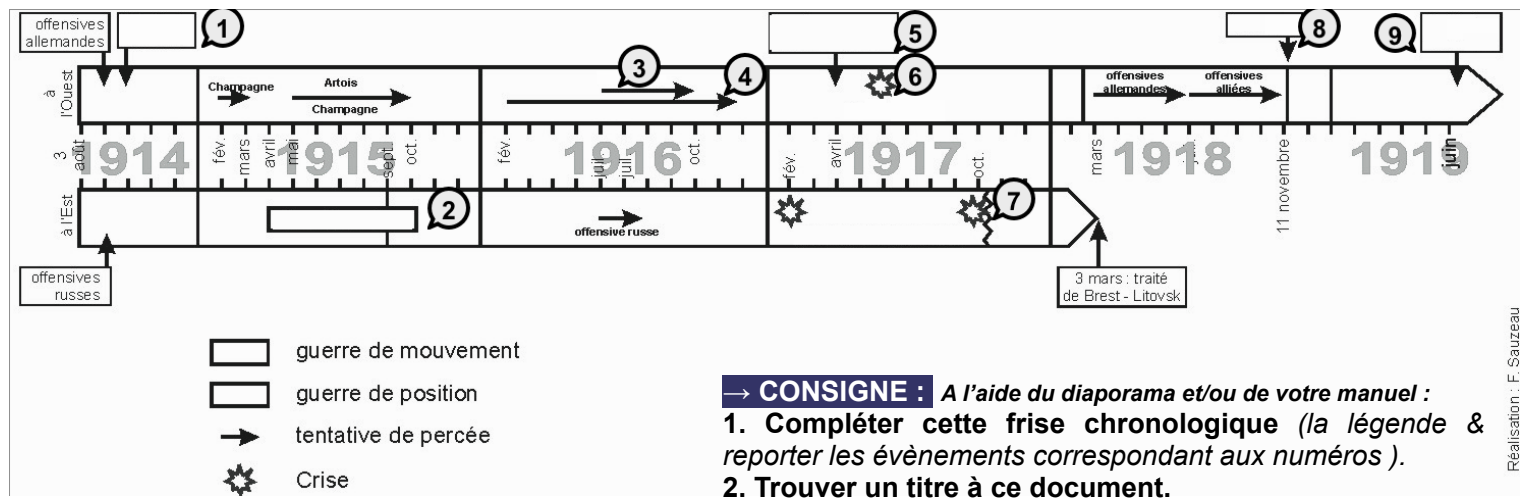 offensives
allemandes
1
5
8
9
à
l'Ouest
Champagne
Artois
Champagne
3
4
6
offensives
allemandes
offensives
alliées
3
août
1914
fév.
mars
avril
mai
1915
sept.
oct.
fév.
1916
juil
juil
oct.
fév.
avril
1917
oct.
mars
1918
11 novembre
1919
juin
à l'Est
2
offensive russe
7
offensives
russes
3 mars : traité
de Brest - Litovsk
guerre de mouvement
guerre de position
tentative de percée
Crise
→ CONSIGNE : A l'aide du diaporama et/ou de votre manuel :
1. Compléter cette frise chronologique (la légende &
reporter les évènements correspondant aux numéros ).
2. Trouver un titre à ce document.
Réalisation : F. Sauzeau